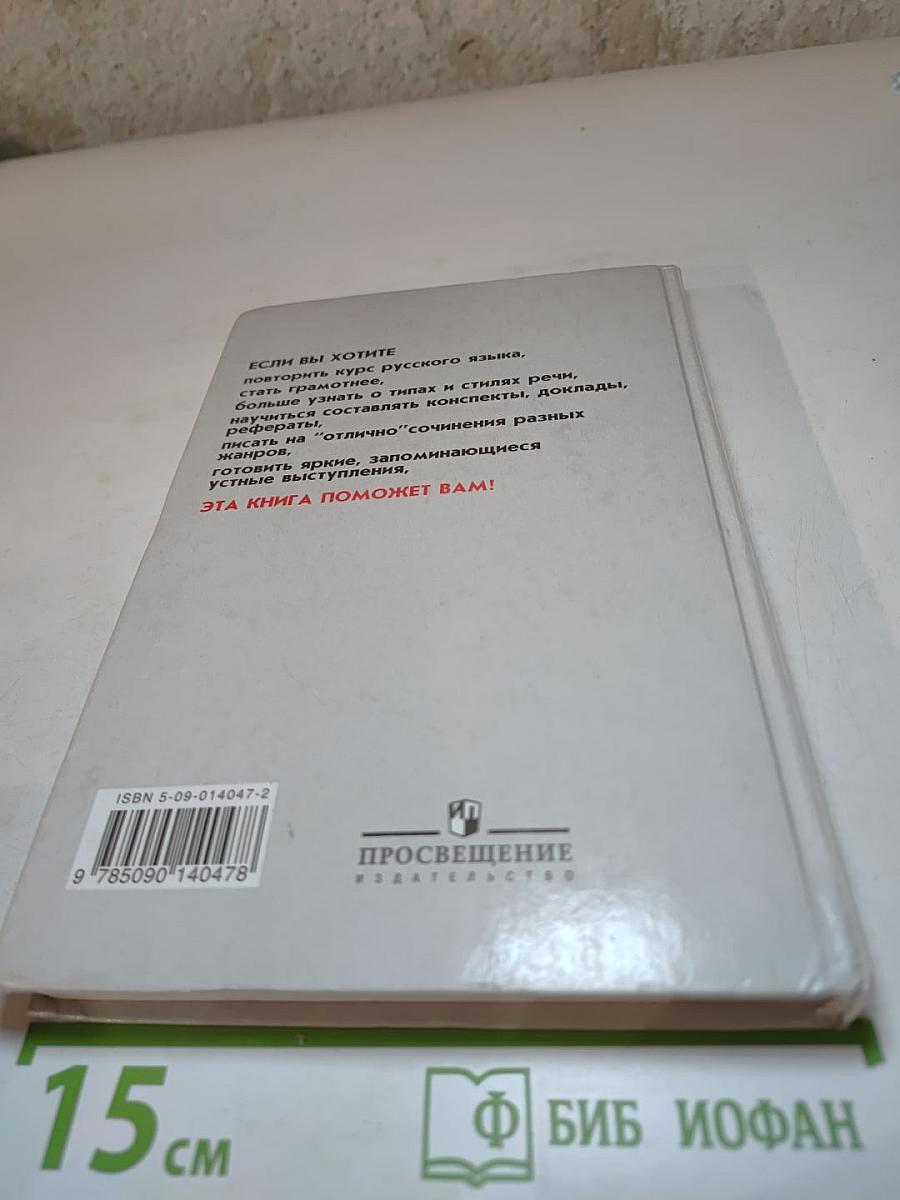 ЕСЛИ ВЫ ХОТИТЕ
повторить курс русского языка,
стать грамотнее,
больше узнать о типах и стилях речи,
научиться составлять конспекты, доклады,
рефераты,
писать на "отлично"сочинения разных
жанров,
готовить яркие, запоминающиеся
устные выступления,
ЭТА КНИГА ПОМОЖЕТ ВАМ!
ISBN 5-09-014047-2
9 785090 140478
ИП
ПРОСВЕЩЕНИЕ
ИЗДАТЕЛЬСТВО
15 см
Ф БИБ ИОФАН